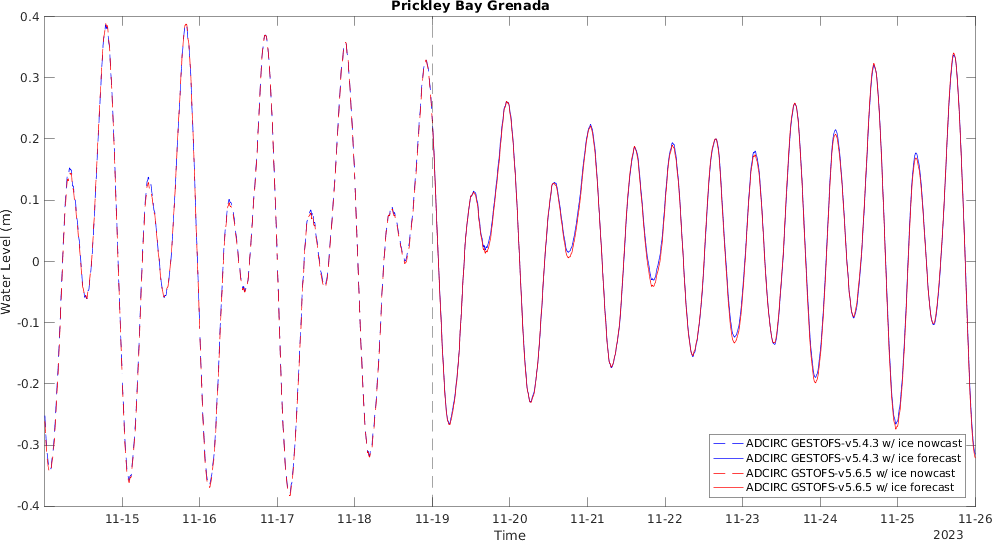 Prickley Bay Grenada
0.4
0.3
0.2
0.1
0
-0.1
-0.2
-0.3
-0.4
Water Level (m)
ADCIRC GESTOFS-v5.4.3 w/ ice nowcast
ADCIRC GESTOFS-v5.4.3 w/ ice forecast
ADCIRC GSTOFS-v5.6.5 w/ ice nowcast
ADCIRC GSTOFS-v5.6.5 w/ ice forecast
11-15 11-16 11-17 11-18 11-19 11-20 11-21 11-22 11-23 11-24 11-25 11-26
Time
2023